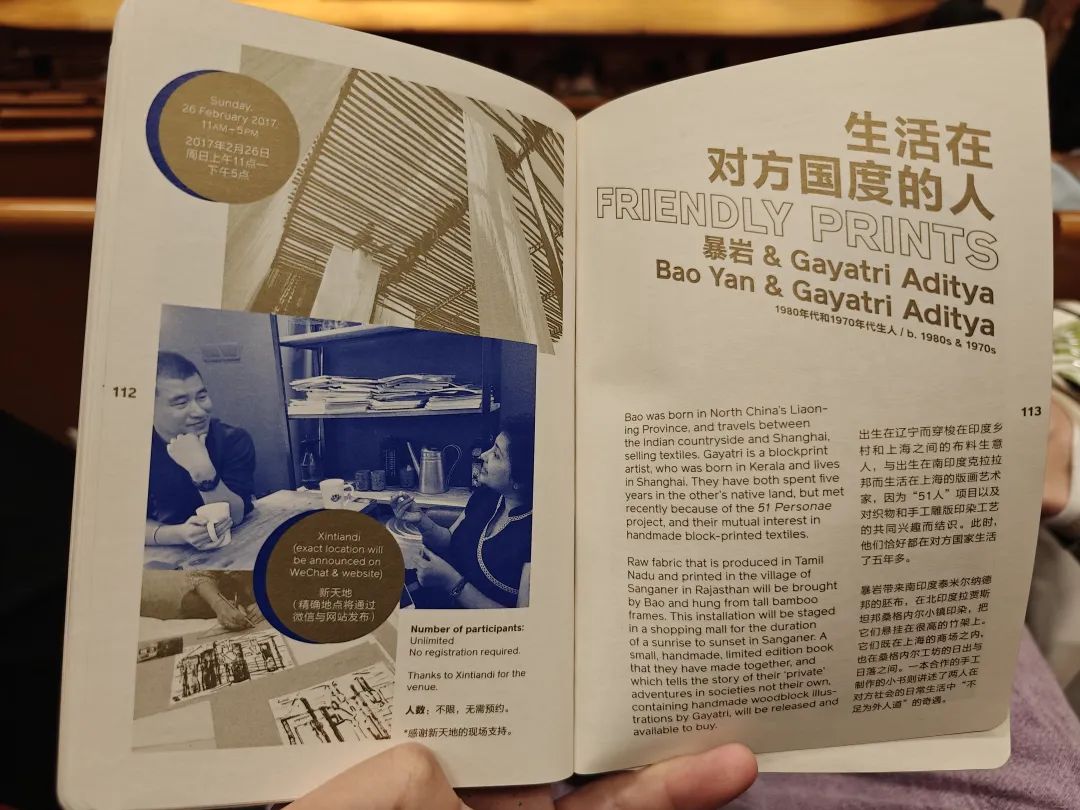 Sunday,
26 February 2017,
11AM–5PM
2017年2月26日
周日上午11点—
下午5点
112
Xintiandi
(exact location will
be announced on
WeChat & website)
新天地
（精确地点将通过
微信与网站发布）
Number of participants:
Unlimited
No registration required.
Thanks to Xintiandi for the
venue.
人数：不限，无需预约。
*感谢新天地的现场支持。
生活在
对方国度的人
FRIENDLY PRINTS
暴岩 & Gayatri Aditya
Bao Yan & Gayatri Aditya
1980年代和1970年代生人 / b. 1980s & 1970s
113
Bao was born in North China's Liaon-
ing Province, and travels between
the Indian countryside and Shanghai,
selling textiles. Gayatri is a blockprint
artist, who was born in Kerala and lives
in Shanghai. They have both spent five
years in the other's native land, but met
recently because of the 51 Personae
project, and their mutual interest in
handmade block-printed textiles.
Raw fabric that is produced in Tamil
Nadu and printed in the village of
Sanganer in Rajasthan will be brought
by Bao and hung from tall bamboo
frames. This installation will be staged
in a shopping mall for the duration
of a sunrise to sunset in Sanganer. A
small, handmade, limited edition book
that they have made together, and
which tells the story of their 'private'
adventures in societies not their own,
containing handmade woodblock illus-
trations by Gayatri, will be released and
available to buy.
出生在辽宁而穿梭在印度乡
村和上海之间的布料生意
人，与出生在南印度克拉拉
邦而生活在上海的版画艺术
家，因为“51人”项目以及
对织物和手工雕版印染工艺
的共同兴趣而结识。此时，
他们恰好都在对方国家生活
了五年多。
暴岩带来南印度泰米尔纳德
邦的胚布，在北印度拉贾斯
坦邦桑格内尔小镇印染，把
它们悬挂在很高的竹架上。
它们既在上海的商场之内，
也在桑格内尔工坊的日出与
日落之间。一本合作的手工
制作的小书则讲述了两人在
对方社会的日常生活中“不
足为外人道”的奇遇。